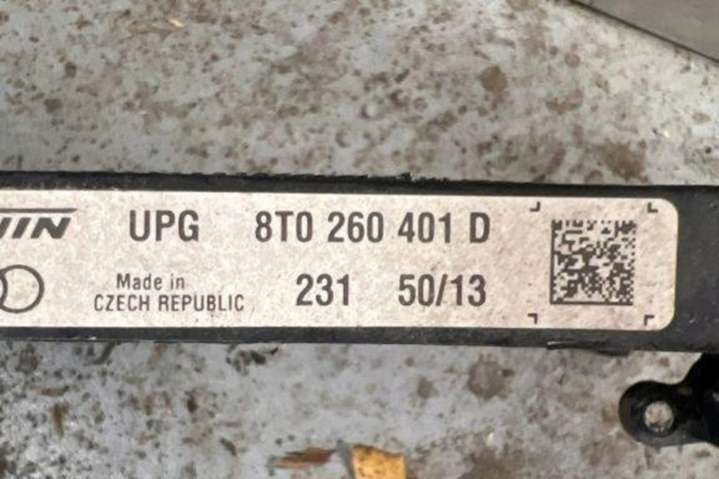 UPG 8T0 260 401 D
Made in
CZECH REPUBLIC 231 50/13